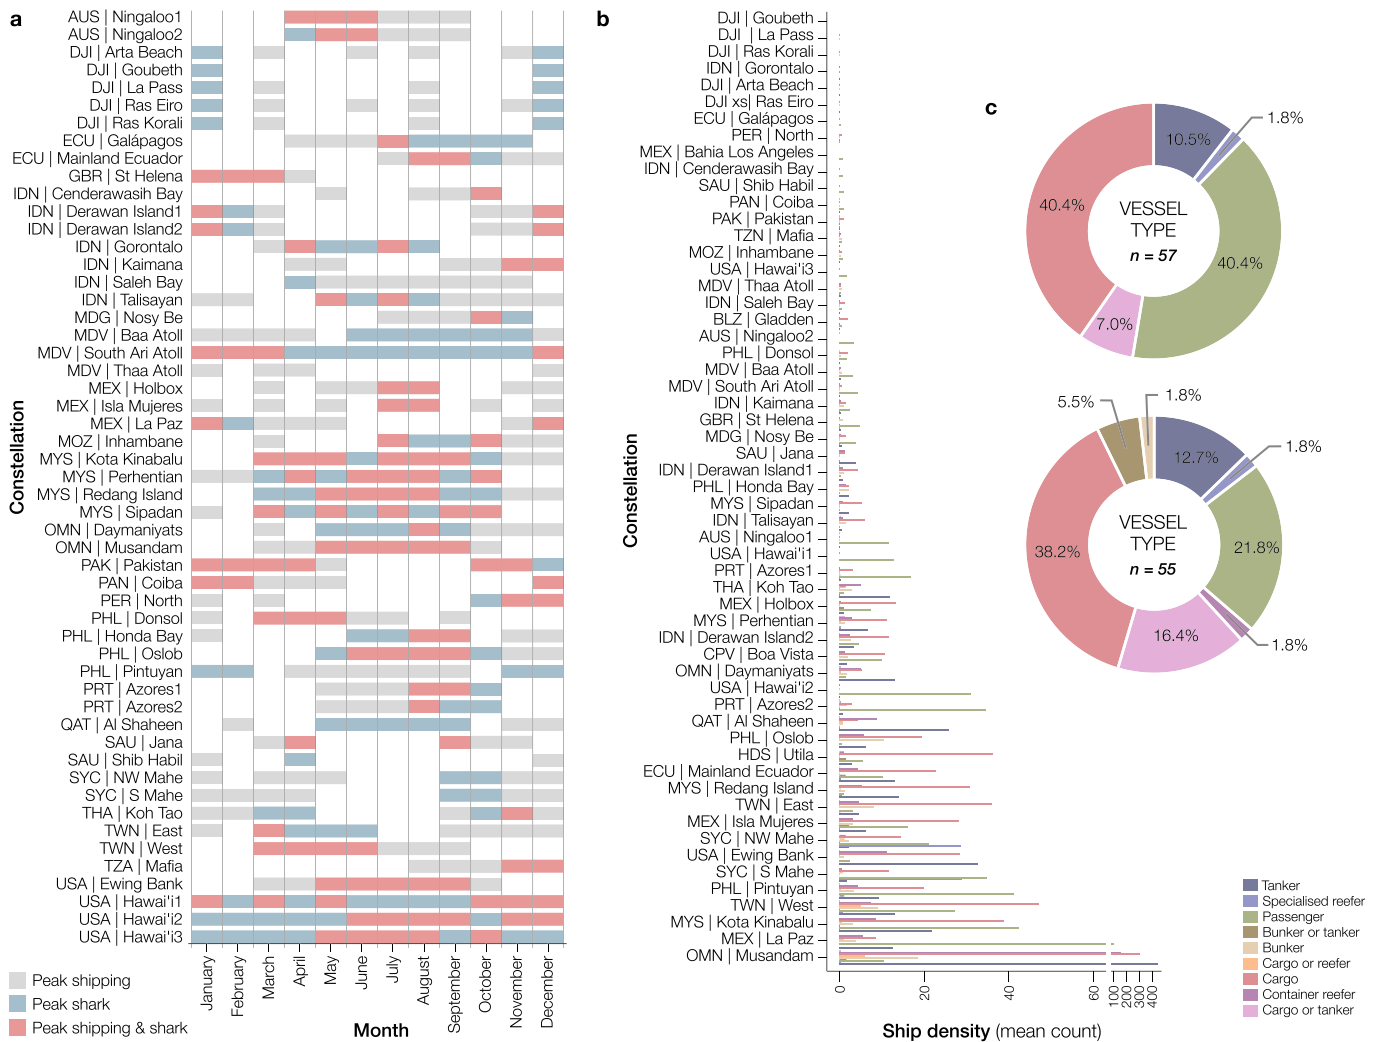 a
Constellation
AUS | Ningaloo1
AUS | Ningaloo2
DJI | Arta Beach
DJI | Goubeth
DJI | La Pass
DJI | Ras Eiro
DJI | Ras Korali
ECU | Galápagos
ECU | Mainland Ecuador
GBR | St Helena
IDN | Cenderawasih Bay
IDN | Derawan Island1
IDN | Derawan Island2
IDN | Gorontalo
IDN | Kaimana
IDN | Saleh Bay
IDN | Talisayan
MDG | Nosy Be
MDV | Baa Atoll
MDV | South Ari Atoll
MDV | Thaa Atoll
MEX | Holbox
MEX | Isla Mujeres
MEX | La Paz
MOZ | Inhambane
MYS | Kota Kinabalu
MYS | Perhentian
MYS | Redang Island
MYS | Sipadan
OMN | Daymaniyats
OMN | Musandam
PAK | Pakistan
PAN | Coiba
PER | North
PHL | Donsol
PHL | Honda Bay
PHL | Oslob
PHL | Pintuyan
PRT | Azores1
PRT | Azores2
QAT | Al Shaheen
SAU | Jana
SAU | Shib Habil
SYC | NW Mahe
SYC | S Mahe
THA | Koh Tao
TWN | East
TWN | West
TZA | Mafia
USA | Ewing Bank
USA | Hawai'i1
USA | Hawai'i2
USA | Hawai'i3
January
February
March
April
May
June
July
August
September
October
November
December
Month
Peak shipping
Peak shark
Peak shipping & shark
b
Constellation
DJI | Goubeth
DJI | La Pass
DJI | Ras Korali
IDN | Gorontalo
DJI | Arta Beach
DJI xs| Ras Eiro
ECU | Galápagos
PER | North
MEX | Bahia Los Angeles
IDN | Cenderawasih Bay
SAU | Shib Habil
PAN | Coiba
PAK | Pakistan
TZN | Mafia
MOZ | Inhambane
USA | Hawai'i3
MDV | Thaa Atoll
IDN | Saleh Bay
BLZ | Gladden
AUS | Ningaloo2
PHL | Donsol
MDV | Baa Atoll
MDV | South Ari Atoll
IDN | Kaimana
GBR | St Helena
MDG | Nosy Be
SAU | Jana
IDN | Derawan Island1
PHL | Honda Bay
MYS | Sipadan
IDN | Talisayan
AUS | Ningaloo1
USA | Hawai'i1
PRT | Azores1
THA | Koh Tao
MEX | Holbox
MYS | Perhentian
IDN | Derawan Island2
CPV | Boa Vista
OMN | Daymaniyats
USA | Hawai'i2
PRT | Azores2
QAT | Al Shaheen
PHL | Oslob
HDS | Utila
ECU | Mainland Ecuador
MYS | Redang Island
TWN | East
MEX | Isla Mujeres
SYC | NW Mahe
USA | Ewing Bank
SYC | S Mahe
PHL | Pintuyan
TWN | West
MYS | Kota Kinabalu
MEX | La Paz
OMN | Musandam
0
20
40
60
100
200
300
400
Ship density (mean count)
c
10.5%
1.8%
40.4%
7.0%
40.4%
VESSEL
TYPE
n = 57
12.7%
1.8%
21.8%
1.8%
16.4%
38.2%
5.5%
1.8%
VESSEL
TYPE
n = 55
Tanker
Specialised reefer
Passenger
Bunker or tanker
Bunker
Cargo or reefer
Cargo
Container reefer
Cargo or tanker